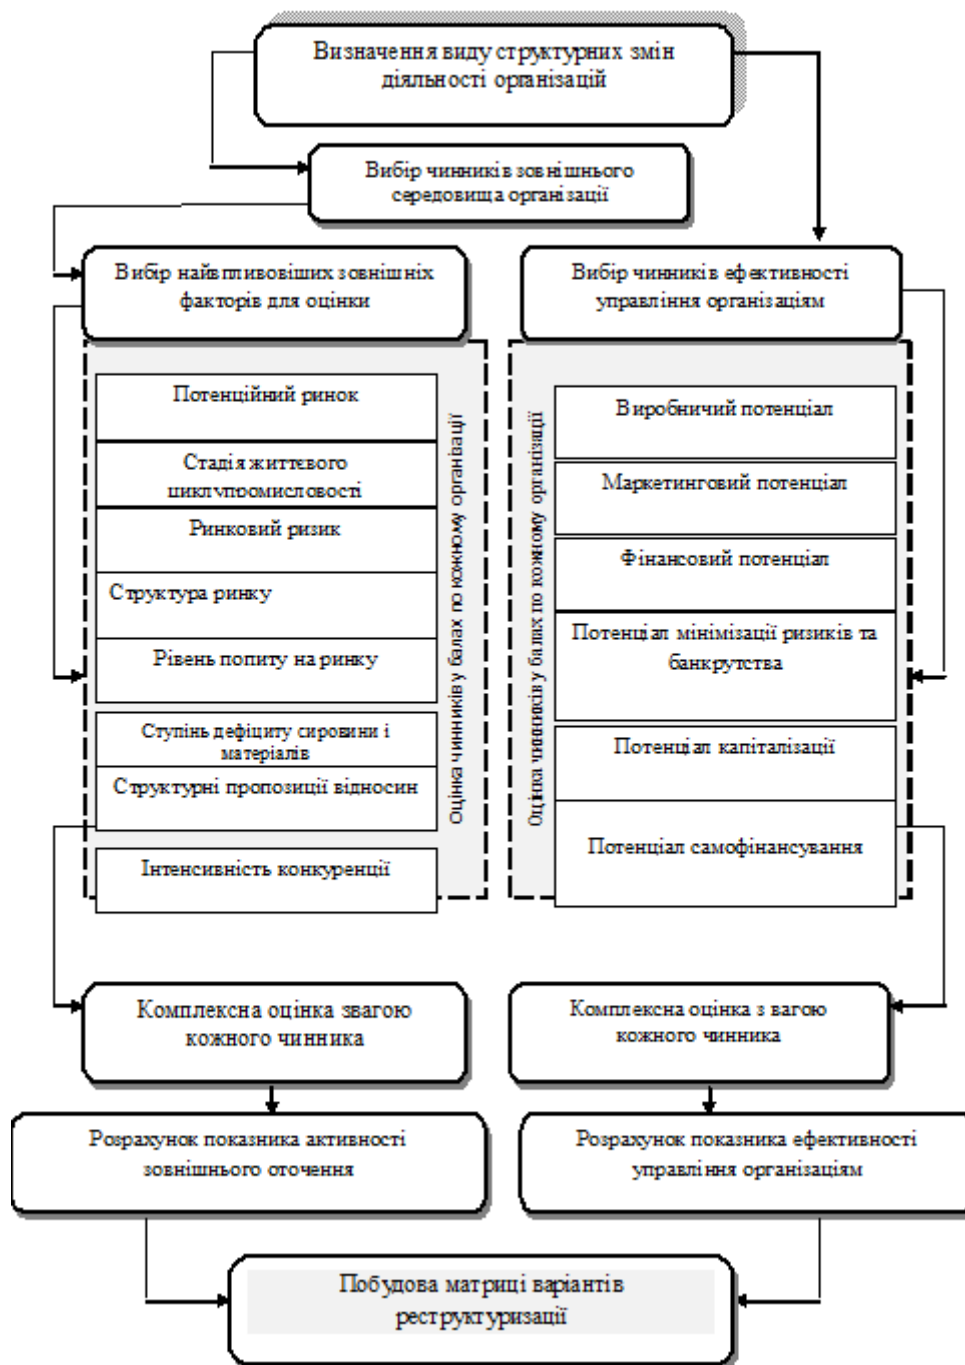 Визначення виду структурних змін
діяльності організацій
Вибір чинників зовнішнього
середовища організації
Вибір найвпливовіших зовнішніх
факторів для оцінки
Вибір чинників ефективності
управління організаціям
Потенційний ринок
Стадія життєвого
циклупромисловості
Ринковий ризик
Структура ринку
Рівень попиту на ринку
Ступінь дефіциту сировини і
матеріалів
Структурні пропозиції відносин
Інтенсивність конкуренції
Оцінка чинників у балах по кожному організації
Оцінка чинників у балах по кожному організації
Виробничий потенціал
Маркетинговий потенціал
Фінансовий потенціал
Потенціал мінімізації ризиків та
банкрутства
Потенціал капіталізації
Потенціал самофінансування
Комплексна оцінка звагою
кожного чинника
Комплексна оцінка з вагою
кожного чинника
Розрахунок показника активності
зовнішнього оточення
Розрахунок показника ефективності
управління організаціям
Побудова матриці варіантів
реструктуризації